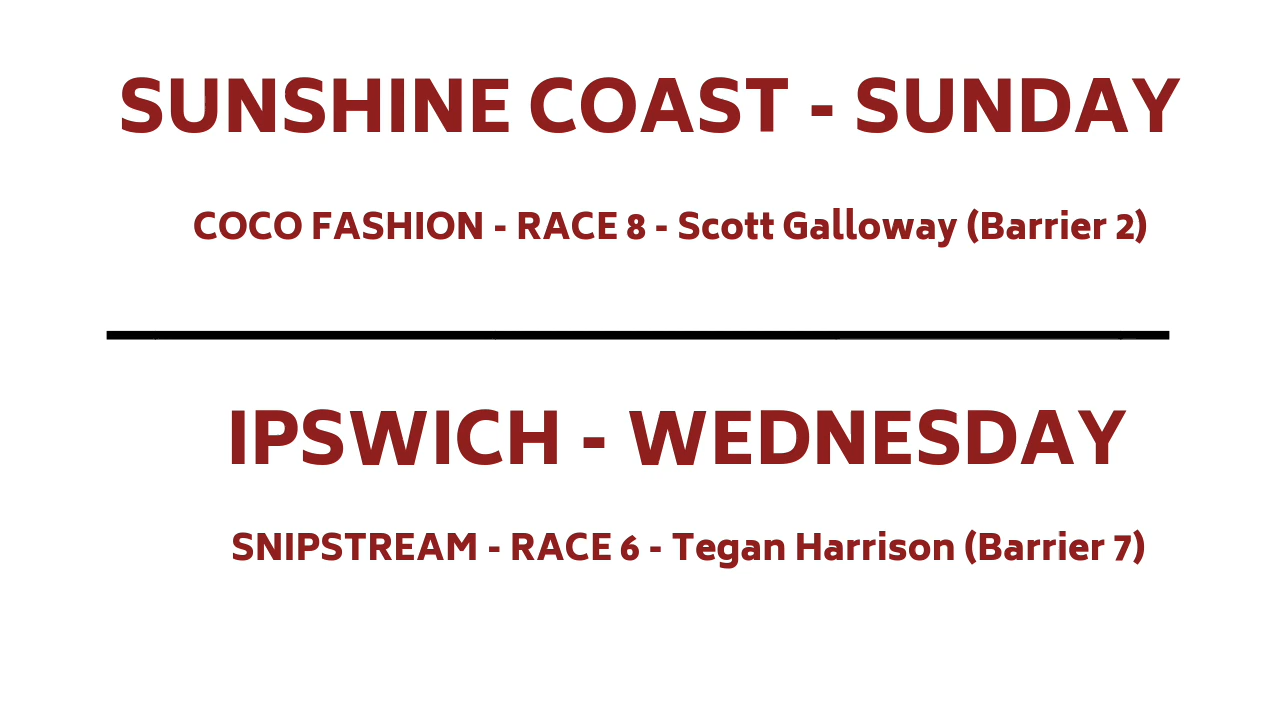 SUNSHINE COAST - SUNDAY
COCO FASHION - RACE 8 - Scott Galloway (Barrier 2)
IPSWICH - WEDNESDAY
SNIPSTREAM - RACE 6 - Tegan Harrison (Barrier 7)